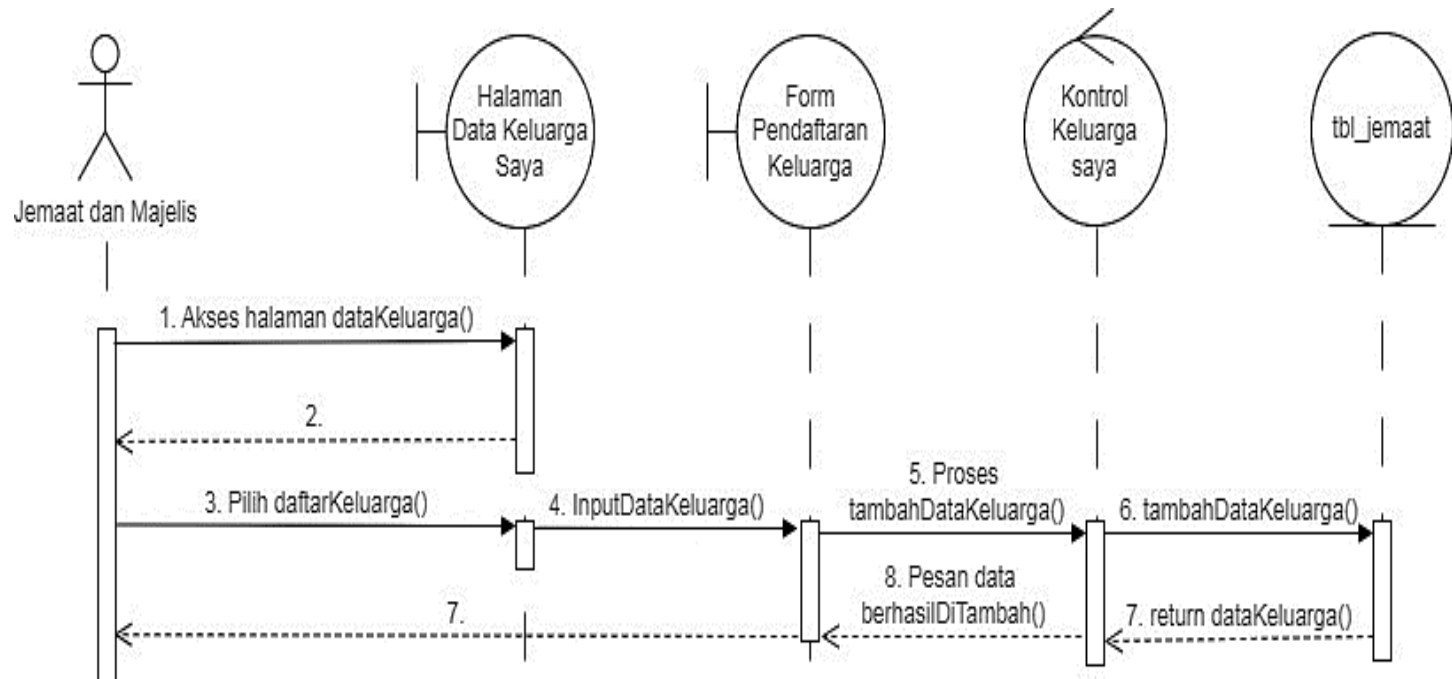 Halaman
Data Keluarga
Saya
Form
Pendaftaran
Keluarga
Kontrol
Keluarga
saya
tbl_jemaat
Jemaat dan Majelis
1. Akses halaman dataKeluarga()
2.
3. Pilih daftarKeluarga()
4. InputDataKeluarga()
5. Proses
tambahDataKeluarga()
6. tambahDataKeluarga()
7.
8. Pesan data
berhasilDiTambah()
7. return dataKeluarga()